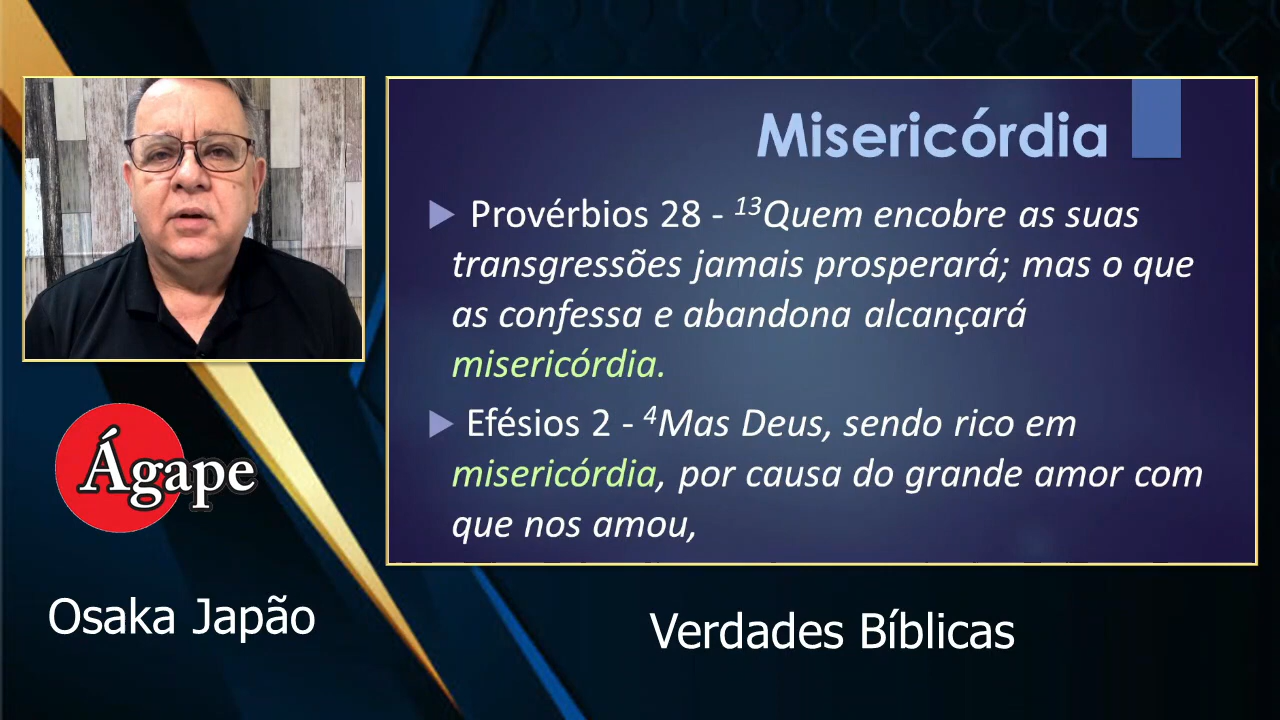 Misericórdia
Provérbios 28 - 13Quem encobre as suas
transgressões jamais prosperará; mas o que
as confessa e abandona alcançará
misericórdia.
Efésios 2 - 4Mas Deus, sendo rico em
misericórdia, por causa do grande amor com
que nos amou,
Ágape
Osaka Japão
Verdades Bíblicas